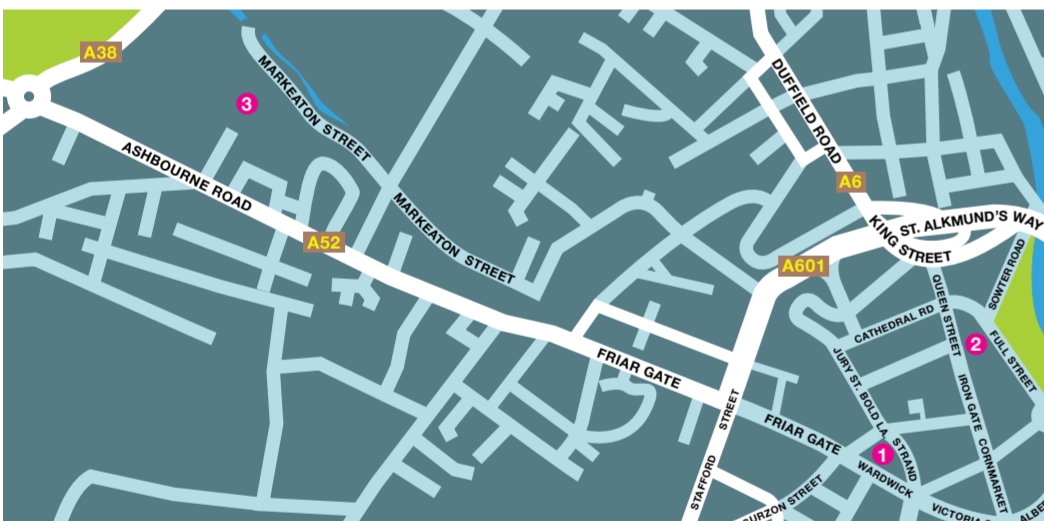 A38
3
MARKEATON STREET
ASHBOURNE ROAD
MARKEATON STREET
A52
DUFFIELD ROAD
A6
ST. ALKMUND'S WAY
KING STREET
A601
SOWTER ROAD
QUEEN STREET
CATHEDRAL RD
2
FULL STREET
JURY ST. BOLD LA.
FRIAR GATE
IRON GATE
STAFFORD STREET
FRIAR GATE
STRAND
CORNMARKET
1
WARDWICK
CURZON STREET
VICTORIA
ALBE